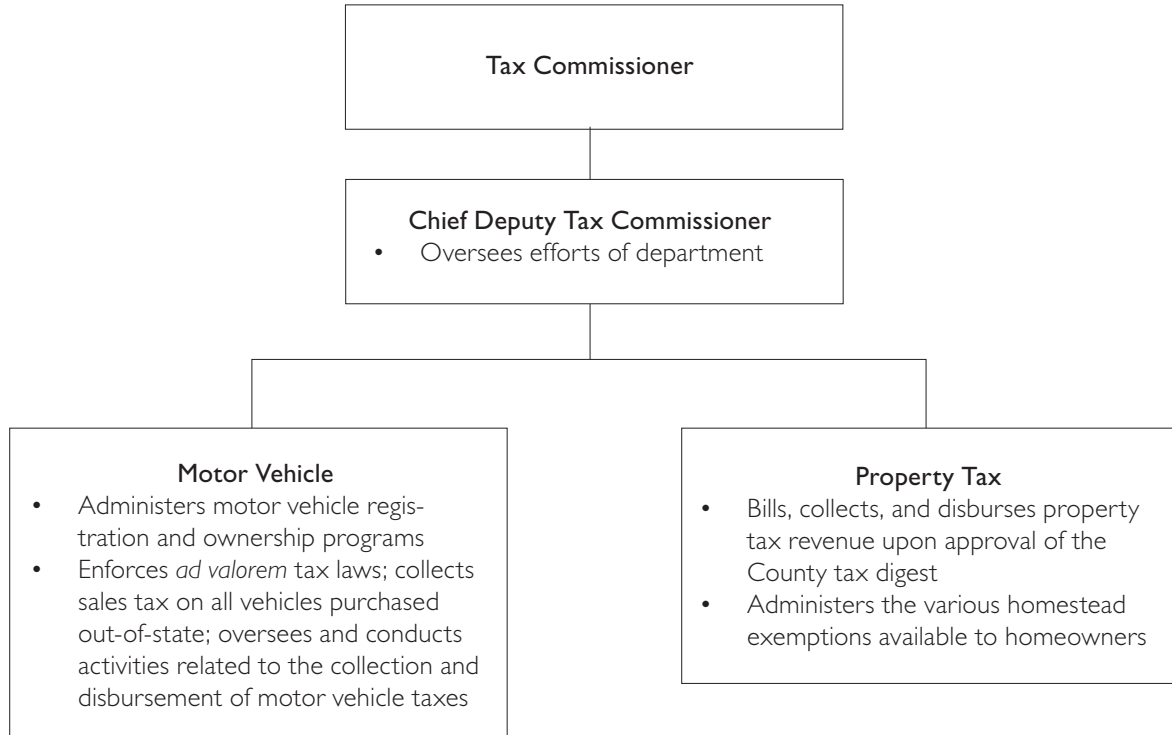 Tax Commissioner
Chief Deputy Tax Commissioner
• Oversees efforts of department
Motor Vehicle
• Administers motor vehicle regis-
tration and ownership programs
• Enforces ad valorem tax laws; collects
sales tax on all vehicles purchased
out-of-state; oversees and conducts
activities related to the collection and
disbursement of motor vehicle taxes
Property Tax
• Bills, collects, and disburses property
tax revenue upon approval of the
County tax digest
• Administers the various homestead
exemptions available to homeowners